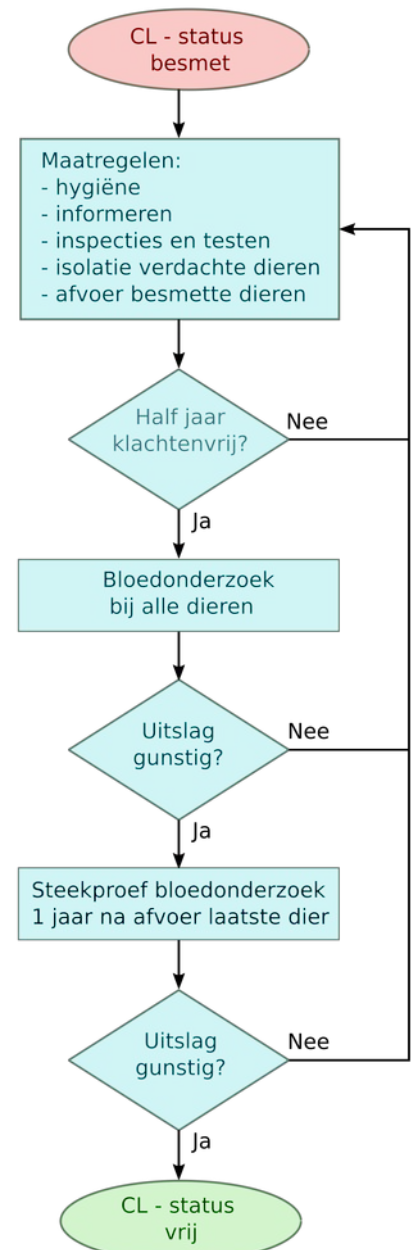 CL - status
besmet
Maatregelen:
- hygiëne
- informeren
- inspecties en testen
- isolatie verdachte dieren
- afvoer besmette dieren
Half jaar
klachtenvrij?
Nee
Ja
Bloedonderzoek
bij alle dieren
Uitslag
gunstig?
Nee
Ja
Steekproef bloedonderzoek
1 jaar na afvoer laatste dier
Uitslag
gunstig?
Nee
Ja
CL - status
vrij